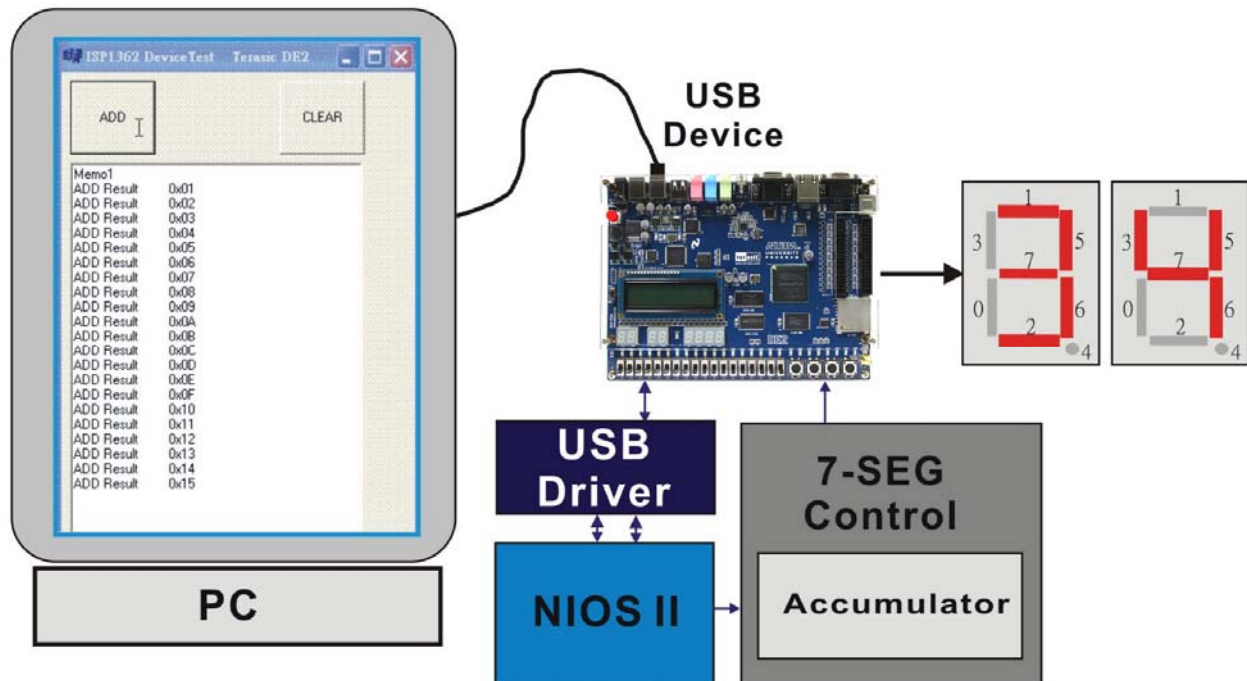 ISP1362 DeviceTest Terasic DE2
ADD
CLEAR
Memo1
ADD Result 0x01
ADD Result 0x02
ADD Result 0x03
ADD Result 0x04
ADD Result 0x05
ADD Result 0x06
ADD Result 0x07
ADD Result 0x08
ADD Result 0x09
ADD Result 0x0A
ADD Result 0x0B
ADD Result 0x0C
ADD Result 0x0D
ADD Result 0x0E
ADD Result 0x0F
ADD Result 0x10
ADD Result 0x11
ADD Result 0x12
ADD Result 0x13
ADD Result 0x14
ADD Result 0x15
PC
USB
Device
ALTERA
UNIVERSITY
PROGRAM
DE2
1
3 5
7
0 6
2
4
1
3 5
7
0 6
2
4
USB
Driver
NIOS II
7-SEG
Control
Accumulator